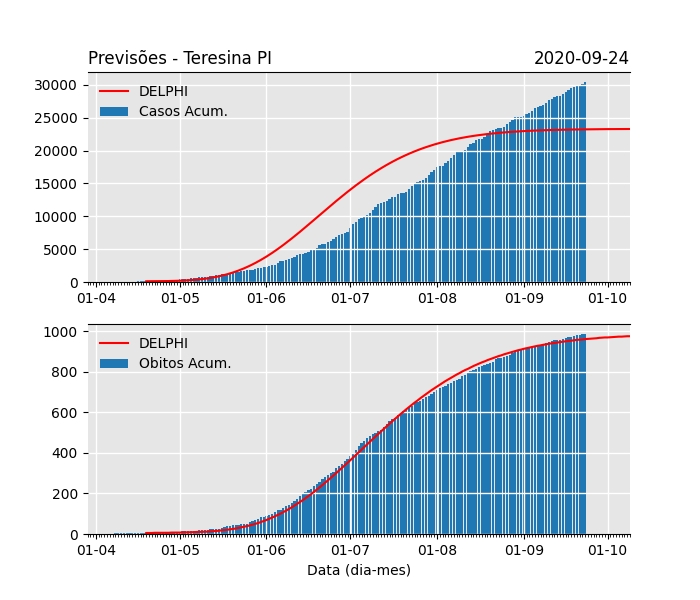 Previsões - Teresina PI 2020-09-24
DELPHI
Casos Acum.
30000
25000
20000
15000
10000
5000
0
01-04 01-05 01-06 01-07 01-08 01-09 01-10
DELPHI
Obitos Acum.
1000
800
600
400
200
0
01-04 01-05 01-06 01-07 01-08 01-09 01-10
Data (dia-mes)